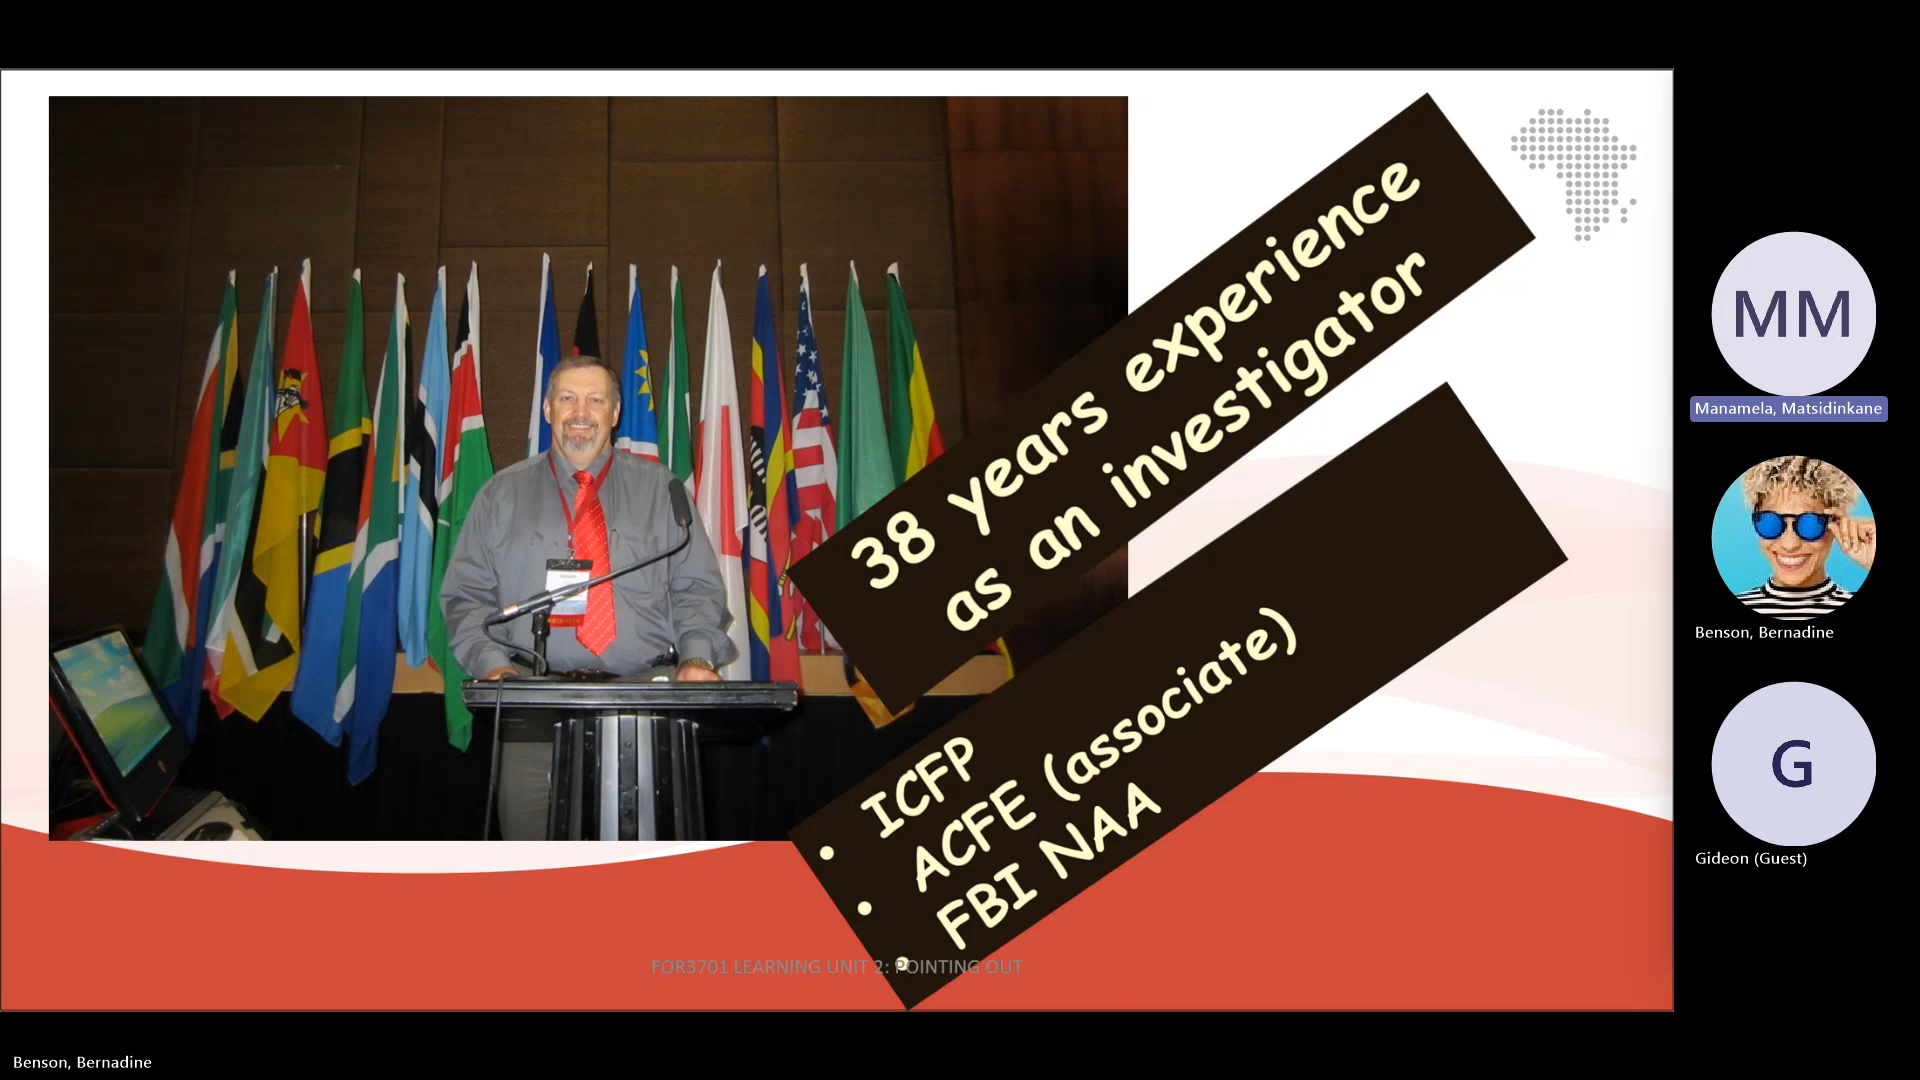 38 years experience
as an investigator
• ICFP
• ACFE (associate)
• FBI NAA
FOR3701 LEARNING UNIT 2: POINTING OUT
MM
Manamela, Matsidinkane
Benson, Bernadine
G
Gideon (Guest)
Benson, Bernadine